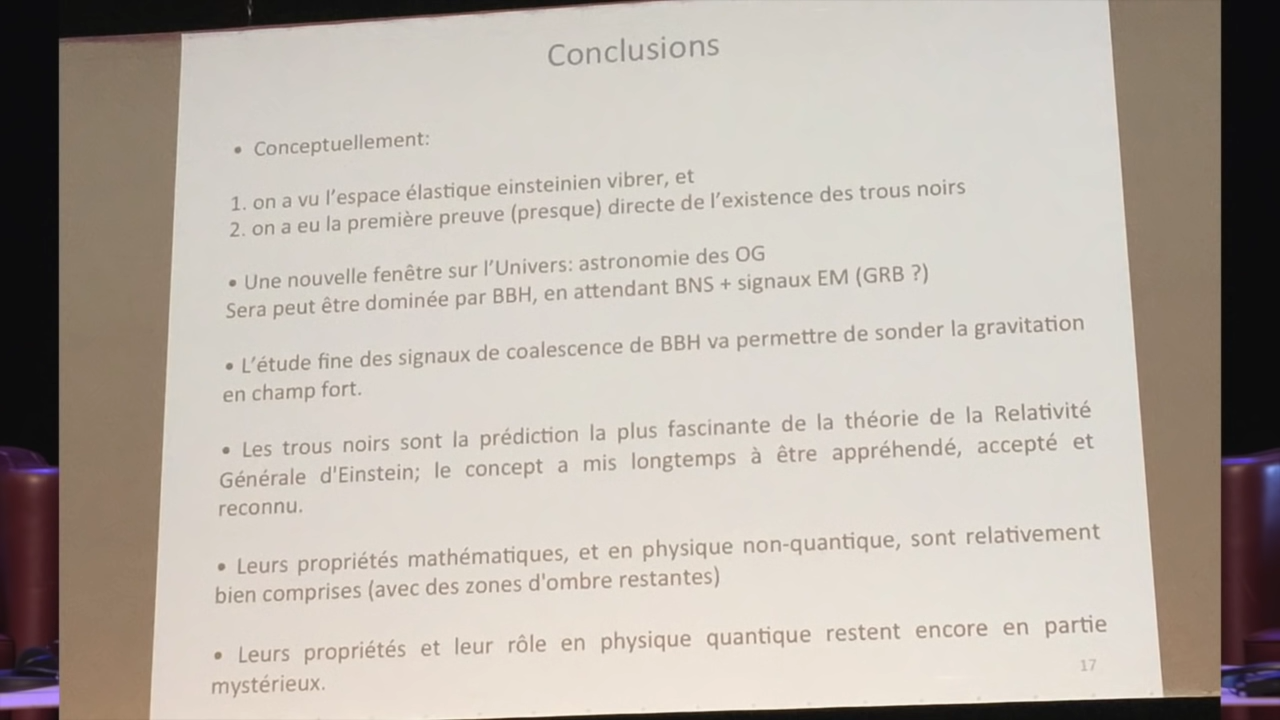 Conclusions
• Conceptuellement:
1. on a vu l'espace élastique einsteinien vibrer, et
2. on a eu la première preuve (presque) directe de l'existence des trous noirs
• Une nouvelle fenêtre sur l'Univers: astronomie des OG
Sera peut être dominée par BBH, en attendant BNS + signaux EM (GRB ?)
• L'étude fine des signaux de coalescence de BBH va permettre de sonder la gravitation
en champ fort.
• Les trous noirs sont la prédiction la plus fascinante de la théorie de la Relativité
Générale d'Einstein; le concept a mis longtemps à être appréhendé, accepté et
reconnu.
• Leurs propriétés mathématiques, et en physique non-quantique, sont relativement
bien comprises (avec des zones d'ombre restantes)
• Leurs propriétés et leur rôle en physique quantique restent encore en partie
mystérieux.
17